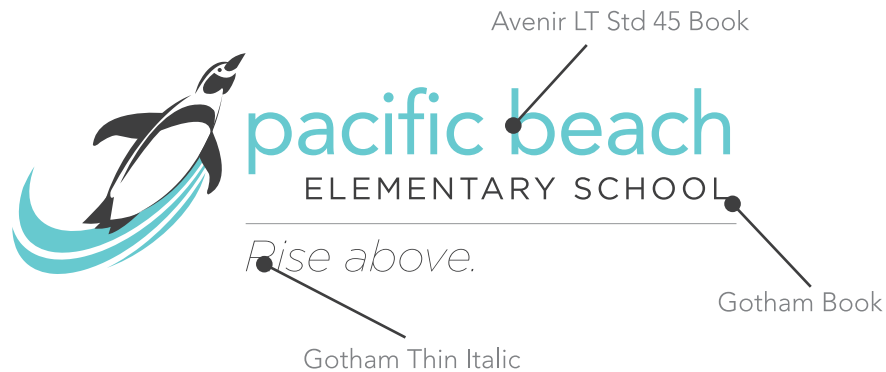 Avenir LT Std 45 Book
pacific beach
ELEMENTARY SCHOOL
Rise above.
Gotham Book
Gotham Thin Italic